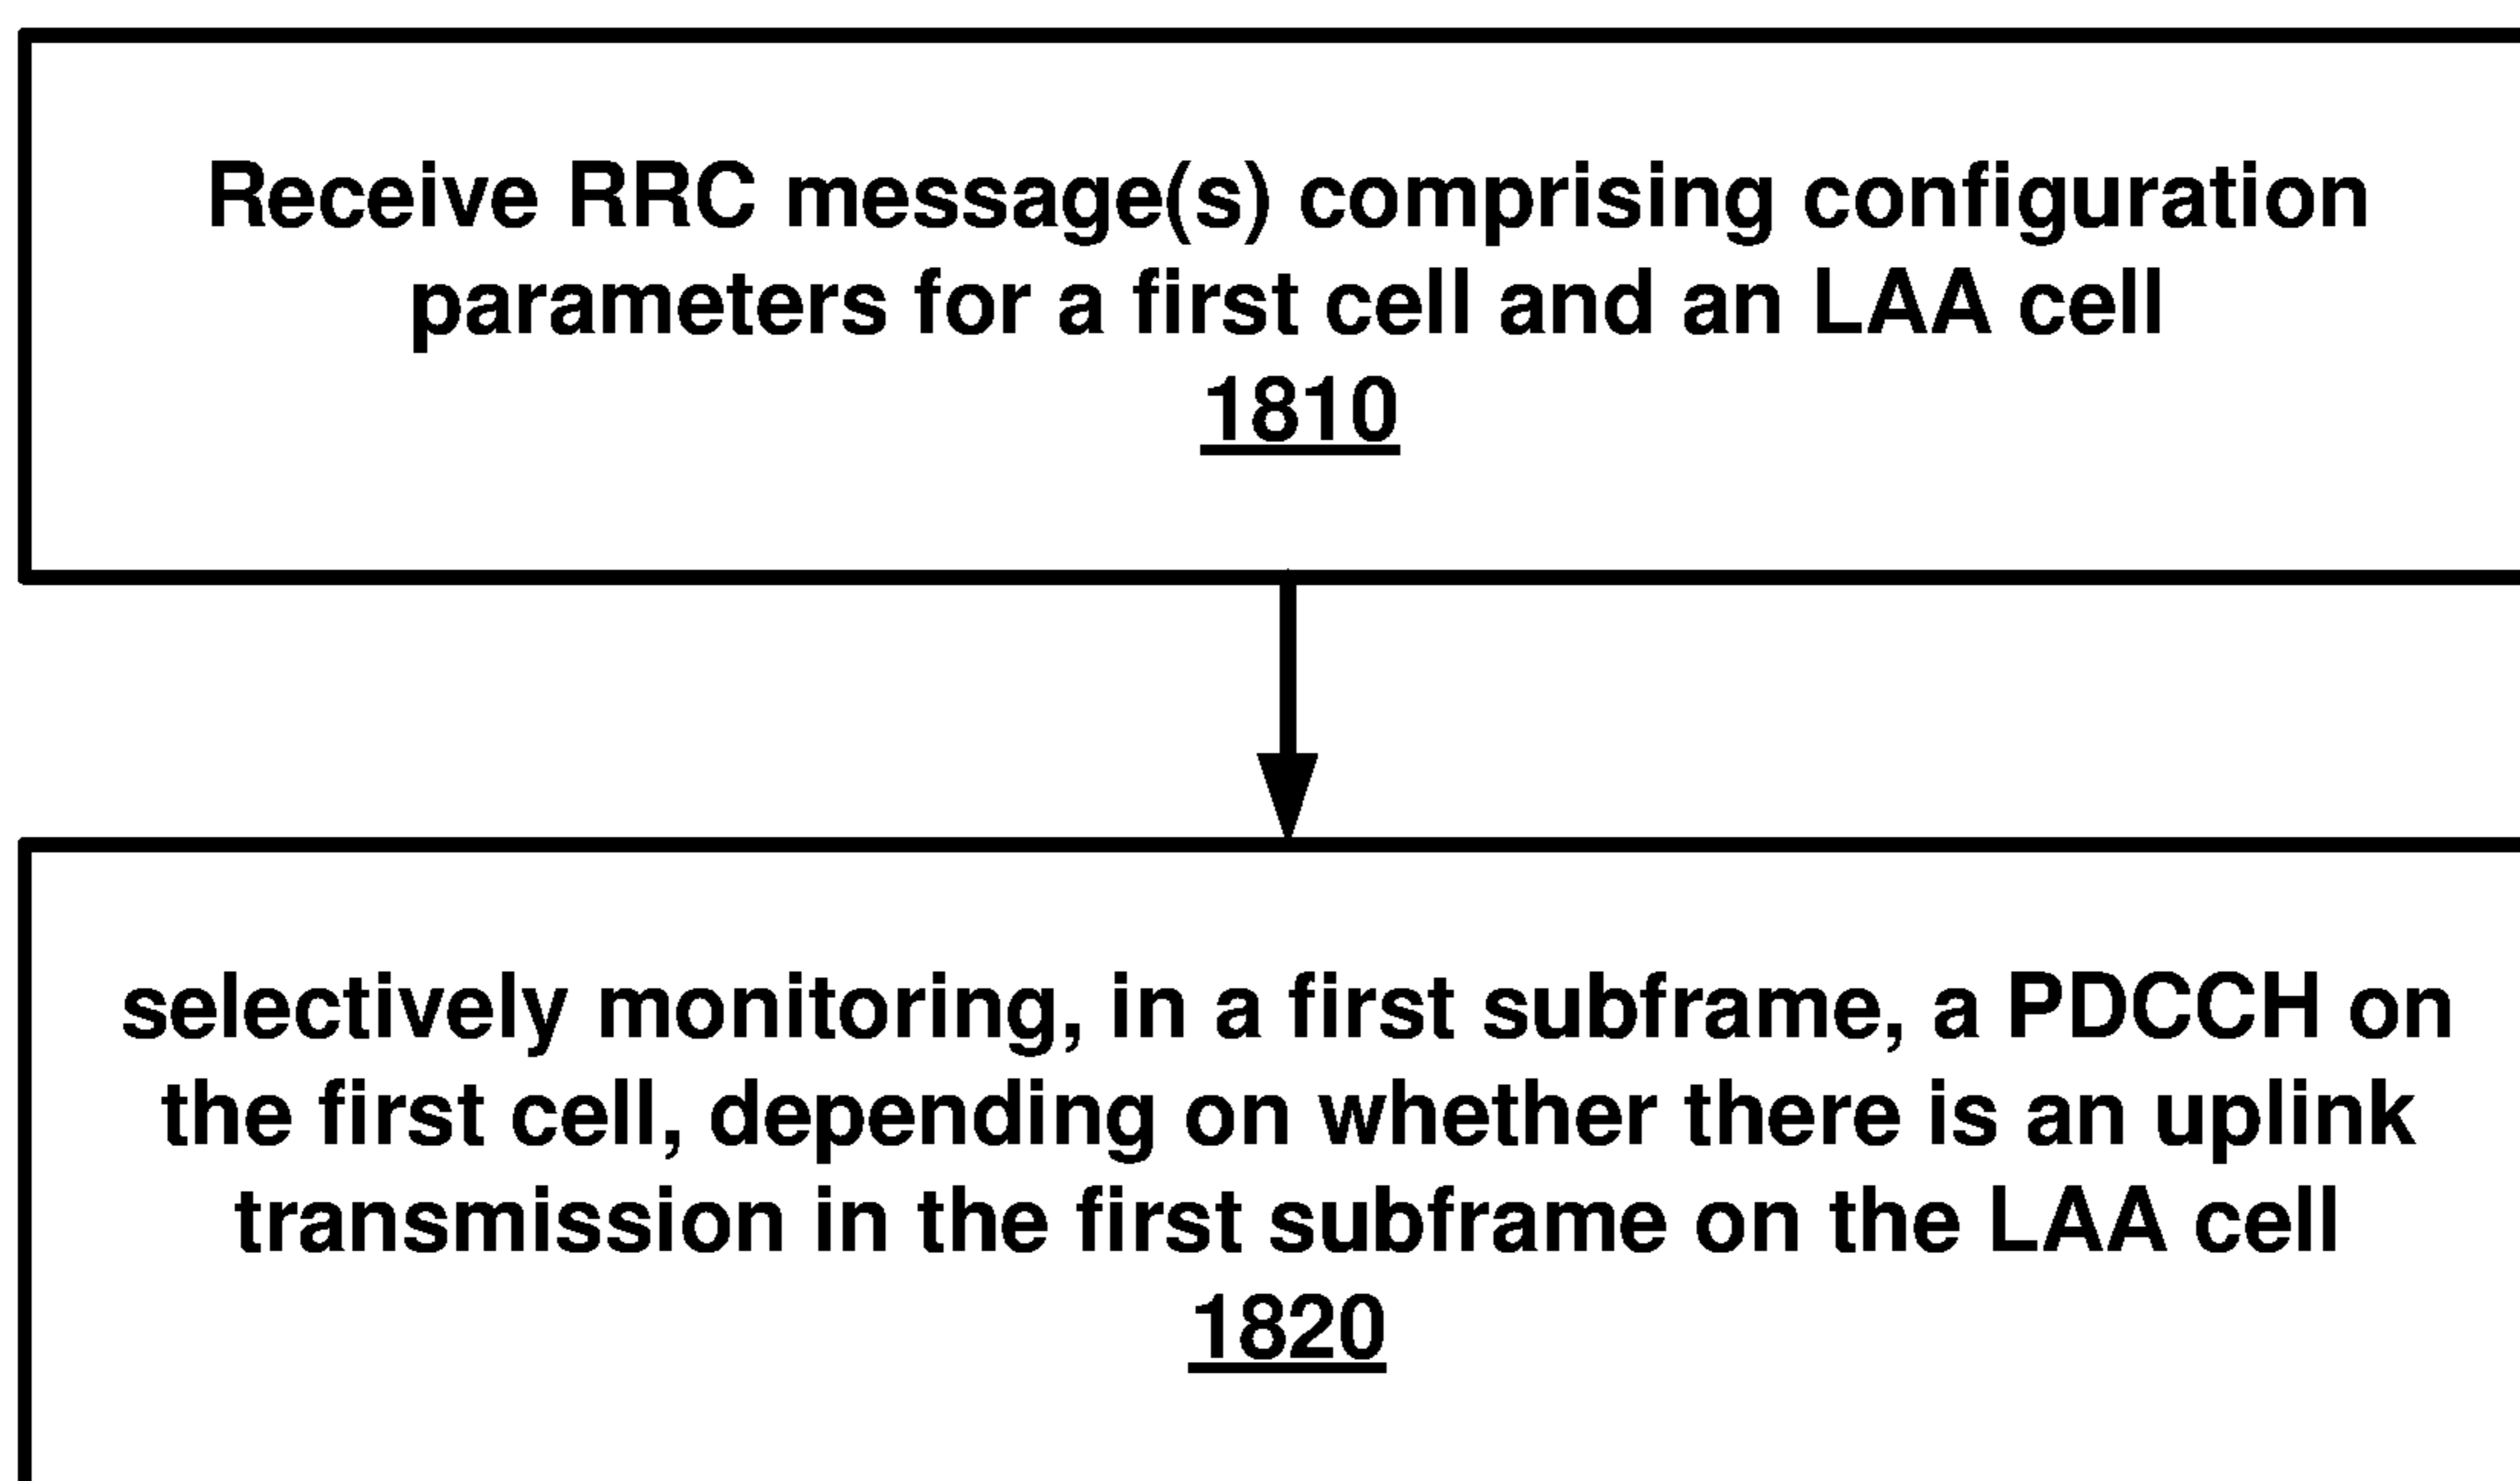 Receive RRC message(s) comprising configuration
parameters for a first cell and an LAA cell
1810
selectively monitoring, in a first subframe, a PDCCH on
the first cell, depending on whether there is an uplink
transmission in the first subframe on the LAA cell
1820